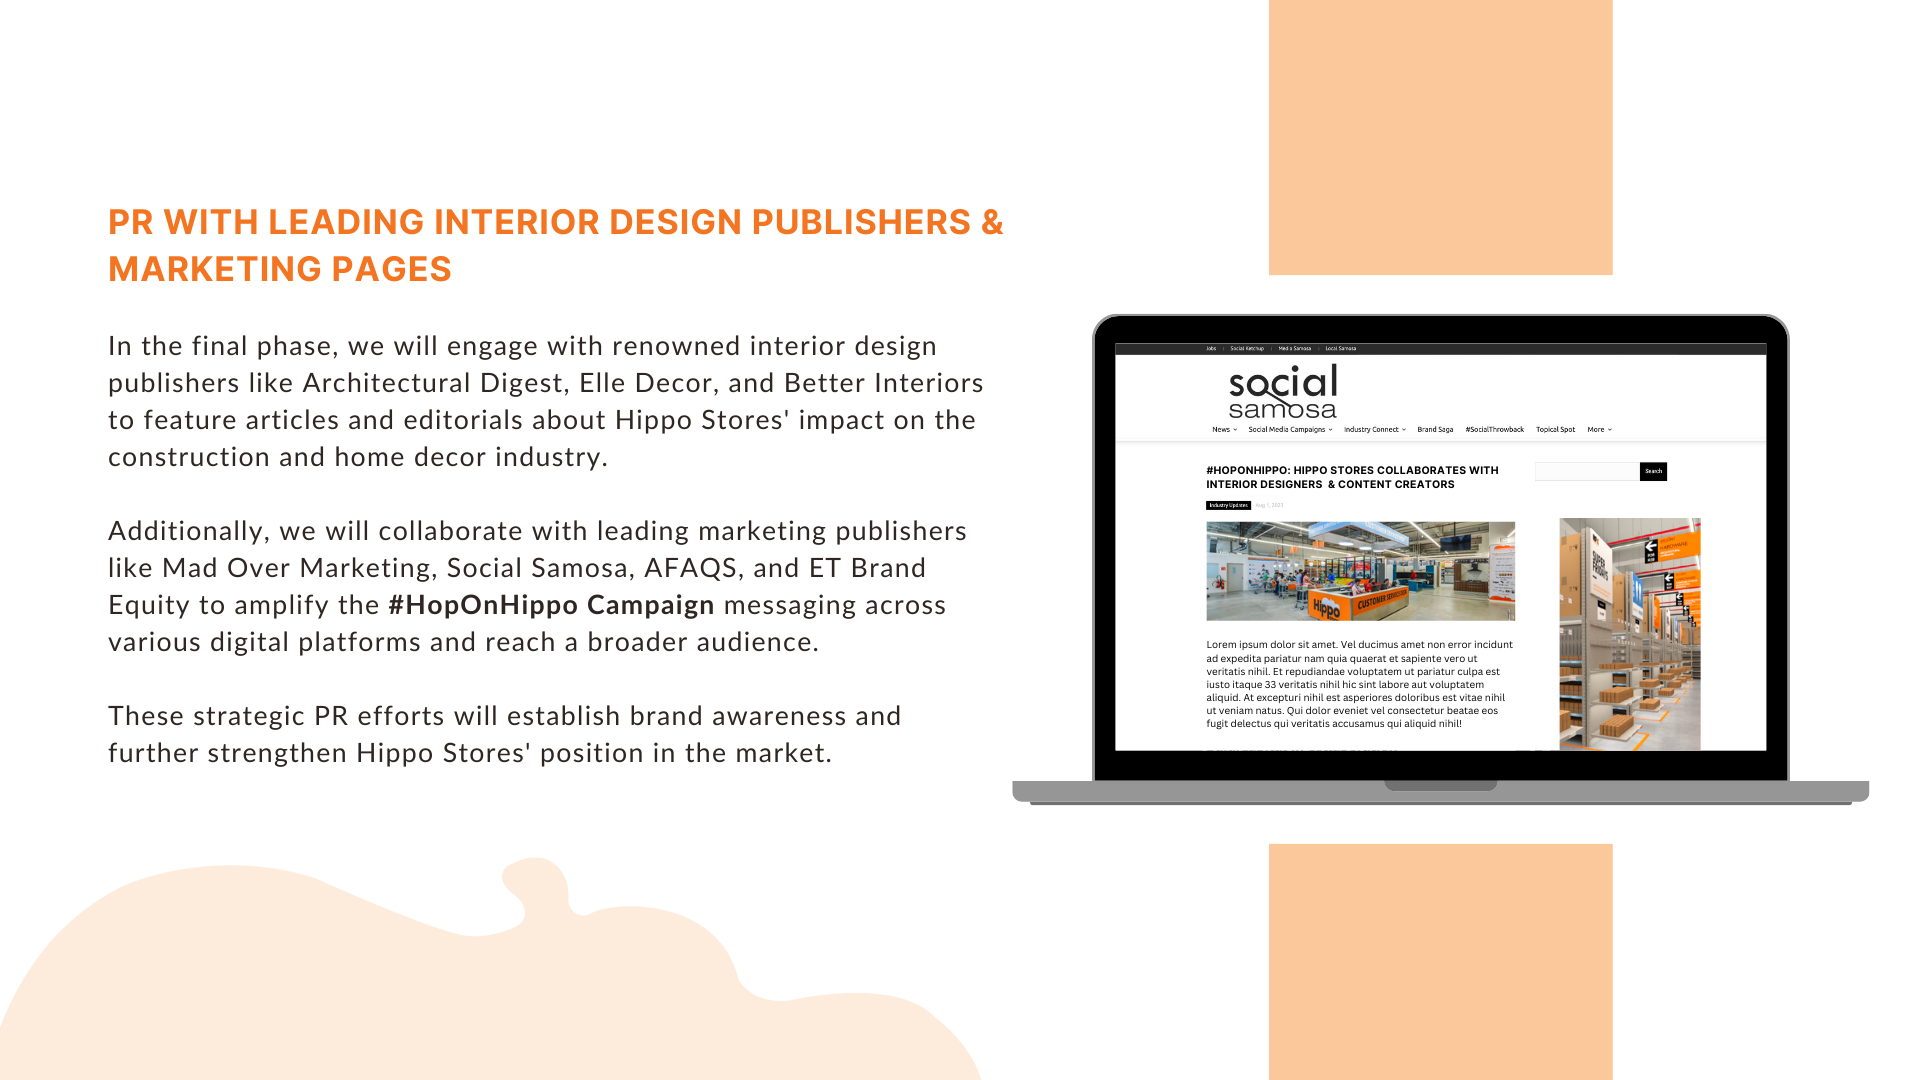 PR WITH LEADING INTERIOR DESIGN PUBLISHERS &
MARKETING PAGES
In the final phase, we will engage with renowned interior design
publishers like Architectural Digest, Elle Decor, and Better Interiors
to feature articles and editorials about Hippo Stores' impact on the
construction and home decor industry.
Additionally, we will collaborate with leading marketing publishers
like Mad Over Marketing, Social Samosa, AFAQS, and ET Brand
Equity to amplify the #HopOnHippo Campaign messaging across
various digital platforms and reach a broader audience.
These strategic PR efforts will establish brand awareness and
further strengthen Hippo Stores' position in the market.
Jobs Social Ketchup Media Samosa Local Samosa
social
samosa
News Social Media Campaigns Industry Connect Brand Saga #SocialThrowback Topical Spot More
#HOPONHIPPO: HIPPO STORES COLLABORATES WITH
INTERIOR DESIGNERS & CONTENT CREATORS
Search
Industry Updates Aug 1, 2023
Hippo CUSTOMER SERVICE DESK
SUPER
Lorem ipsum dolor sit amet. Vel ducimus amet non error incidunt
ad expedita pariatur nam quia quaerat et sapiente vero ut
veritatis nihil. Et repudiandae voluptatem ut pariatur culpa est
iusto itaque 33 veritatis nihil hic sint labore aut voluptatem
aliquid. At excepturi nihil est asperiores doloribus est vitae nihil
ut veniam natus. Qui dolor eveniet vel consectetur beatae eos
fugit delectus qui veritatis accusamus qui aliquid nihil!